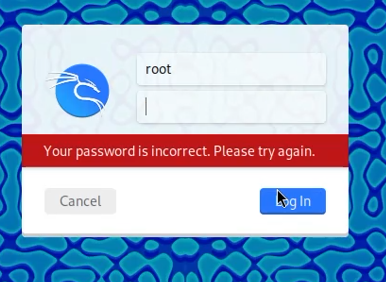 root
Your password is incorrect. Please try again.
Cancel
Log In